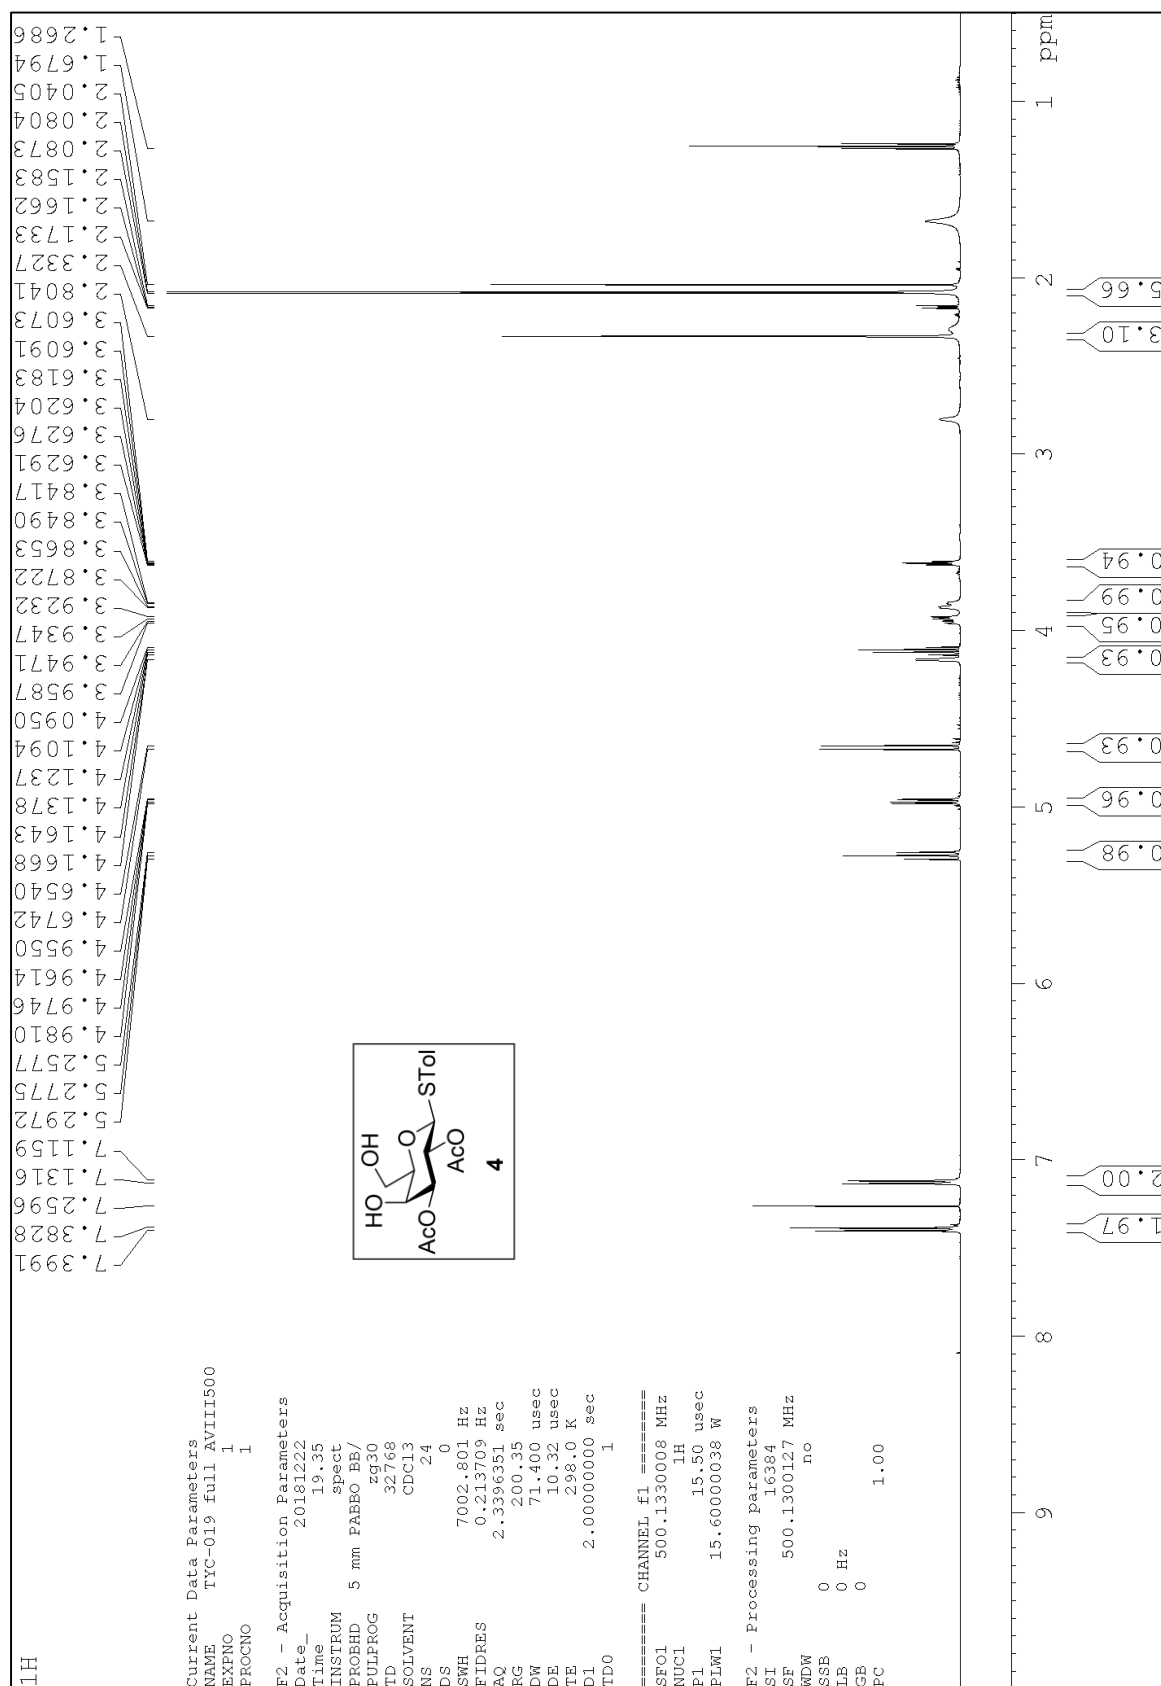 1H
7.3991
7.3828
7.2596
7.1316
7.1159
5.2972
5.2775
5.2577
4.9810
4.9746
4.9614
4.9550
4.6742
4.6540
4.1668
4.1643
4.1378
4.1237
4.1094
4.0950
3.9587
3.9471
3.9347
3.9232
3.8722
3.8653
3.8490
3.8417
3.6291
3.6276
3.6204
3.6183
3.6091
3.6073
2.8041
2.3327
2.1733
2.1662
2.1583
2.0873
2.0804
2.0405
1.6794
1.2686
Current Data Parameters
NAME TYC-019 full AVIII500
EXPNO 1
PROCNO 1
F2 - Acquisition Parameters
Date_ 20181222
Time 19.35
INSTRUM spect
PROBHD 5 mm PABBO BB/
PULPROG zg30
TD 32768
SOLVENT CDCl3
NS 24
DS 0
SWH 7002.801 Hz
FIDRES 0.213709 Hz
AQ 2.3396351 sec
RG 200.35
DW 71.400 usec
DE 10.32 usec
TE 298.0 K
D1 2.00000000 sec
TD0 1
======== CHANNEL f1 ========
SFO1 500.1330008 MHz
NUC1 1H
P1 15.50 usec
PLW1 15.60000038 W
F2 - Processing parameters
SI 16384
SF 500.1300127 MHz
WDW no
SSB 0
LB 0 Hz
GB 0
PC 1.00
HO
OH
O
AcO
STol
AcO
4
9 8 7 6 5 4 3 2 1 ppm
1.97
2.00
0.98
0.96
0.93
0.93
0.95
0.99
0.94
3.10
5.66